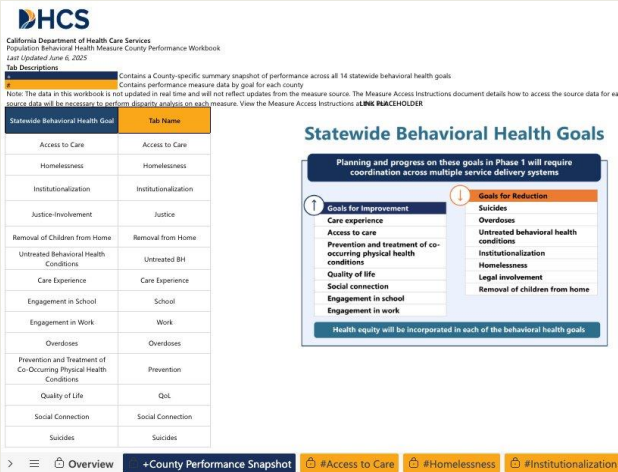 DHCS
California Department of Health Care Services
Population Behavioral Health Measure County Performance Workbook
Last Updated June 6, 2025
Tab Descriptions
+ Contains a County-specific summary snapshot of performance across all 14 statewide behavioral health goals
# Contains performance measure data by goal for each county
Note: The data in this workbook is not updated in real time and will not reflect updates from the measure source. The Measure Access Instructions document details how to access the source data for ea
source data will be necessary to perform disparity analysis on each measure. View the Measure Access Instructions a LINK PLACEHOLDER
Statewide Behavioral Health Goal Tab Name
Access to Care Access to Care
Homelessness Homelessness
Institutionalization Institutionalization
Justice-Involvement Justice
Removal of Children from Home Removal from Home
Untreated Behavioral Health
Conditions Untreated BH
Care Experience Care Experience
Engagement in School School
Engagement in Work Work
Overdoses Overdoses
Prevention and Treatment of
Co-Occurring Physical Health
Conditions Prevention
Quality of Life QoL
Social Connection Social Connection
Suicides Suicides
Statewide Behavioral Health Goals
Planning and progress on these goals in Phase 1 will require
coordination across multiple service delivery systems
Goals for Improvement
Care experience
Access to care
Prevention and treatment of co-
occurring physical health
conditions
Quality of life
Social connection
Engagement in school
Engagement in work
Goals for Reduction
Suicides
Overdoses
Untreated behavioral health
conditions
Institutionalization
Homelessness
Legal involvement
Removal of children from home
Health equity will be incorporated in each of the behavioral health goals
Overview +County Performance Snapshot #Access to Care #Homelessness #Institutionalization